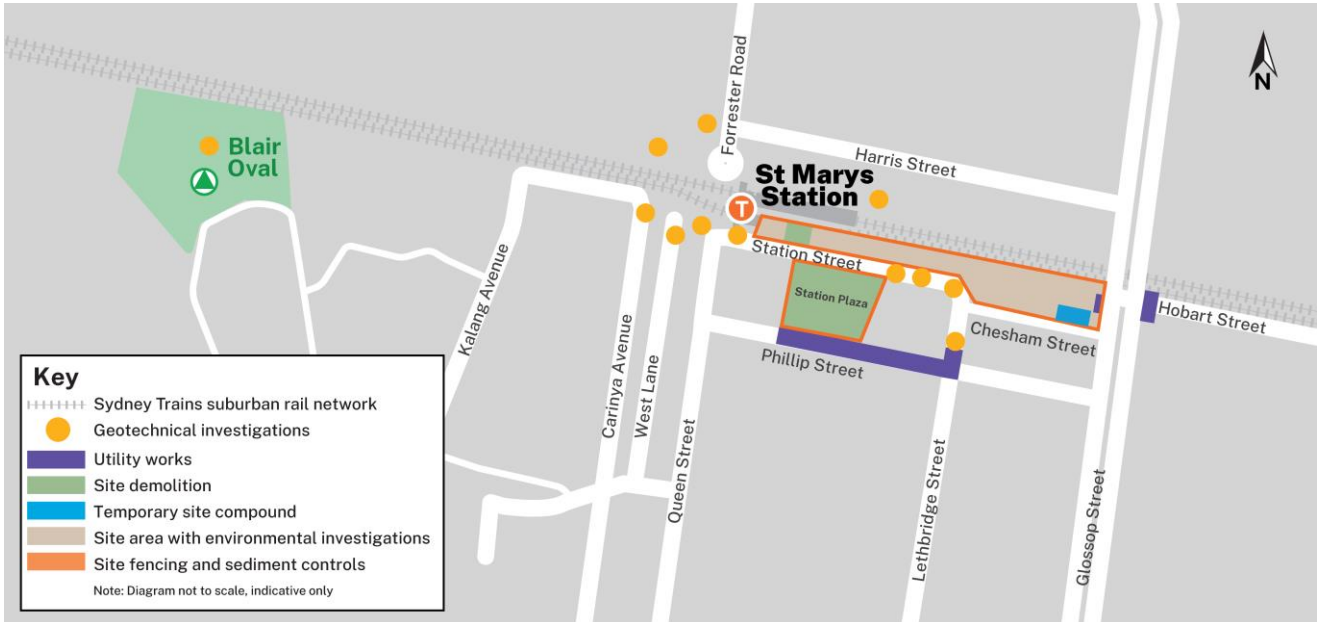 Forrester Road
N
Blair
Oval
Harris Street
St Marys
Station
T
Station Street
Station Plaza
Kalang Avenue
Hobart Street
Chesham Street
Phillip Street
Carinya Avenue
West Lane
Queen Street
Lethbridge Street
Glossop Street
Key
Sydney Trains suburban rail network
Geotechnical investigations
Utility works
Site demolition
Temporary site compound
Site area with environmental investigations
Site fencing and sediment controls
Note: Diagram not to scale, indicative only